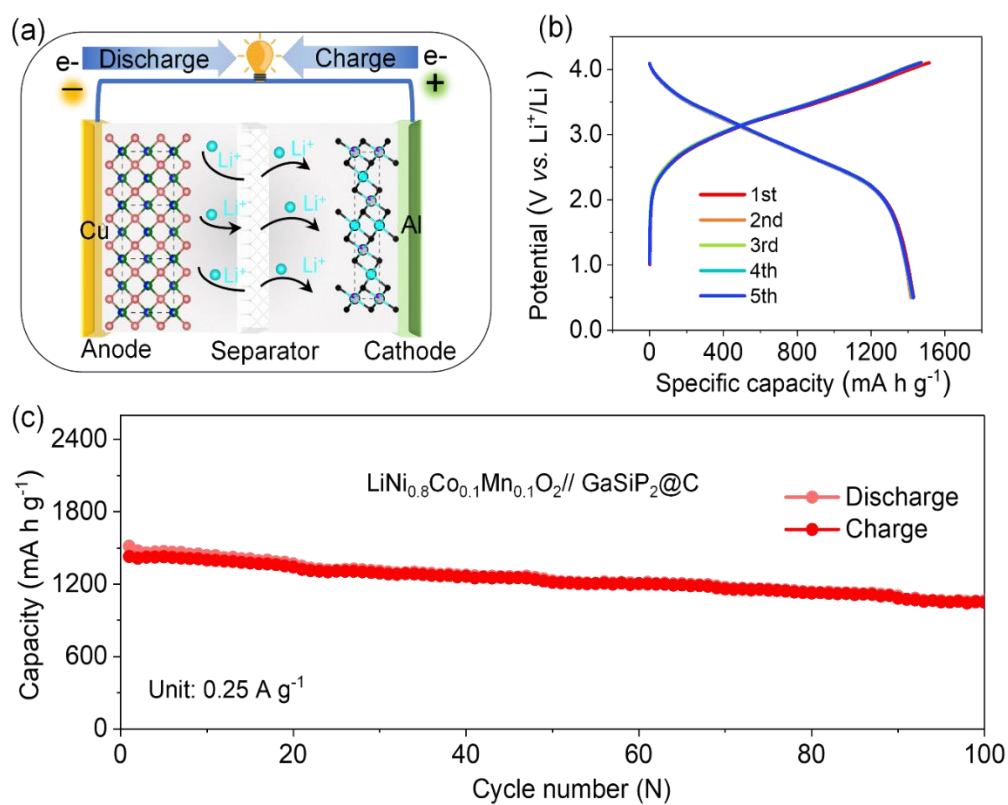 (a)
Discharge
Charge
e-
e-
−
+
Li⁺
Li⁺
Li⁺
Li⁺
Li⁺
Li⁺
Cu
Al
Anode
Separator
Cathode
(b)
Potential (V vs. Li⁺/Li)
4.0
3.0
2.0
1.0
1st
2nd
3rd
4th
5th
0
400
800
1200
1600
Specific capacity (mA h g⁻¹)
(c)
Capacity (mA h g⁻¹)
2400
1800
1200
600
0
LiNi₀.₈Co₀.₁Mn₀.₁O₂// GaSiP₂@C
Discharge
Charge
Unit: 0.25 A g⁻¹
0
20
40
60
80
100
Cycle number (N)